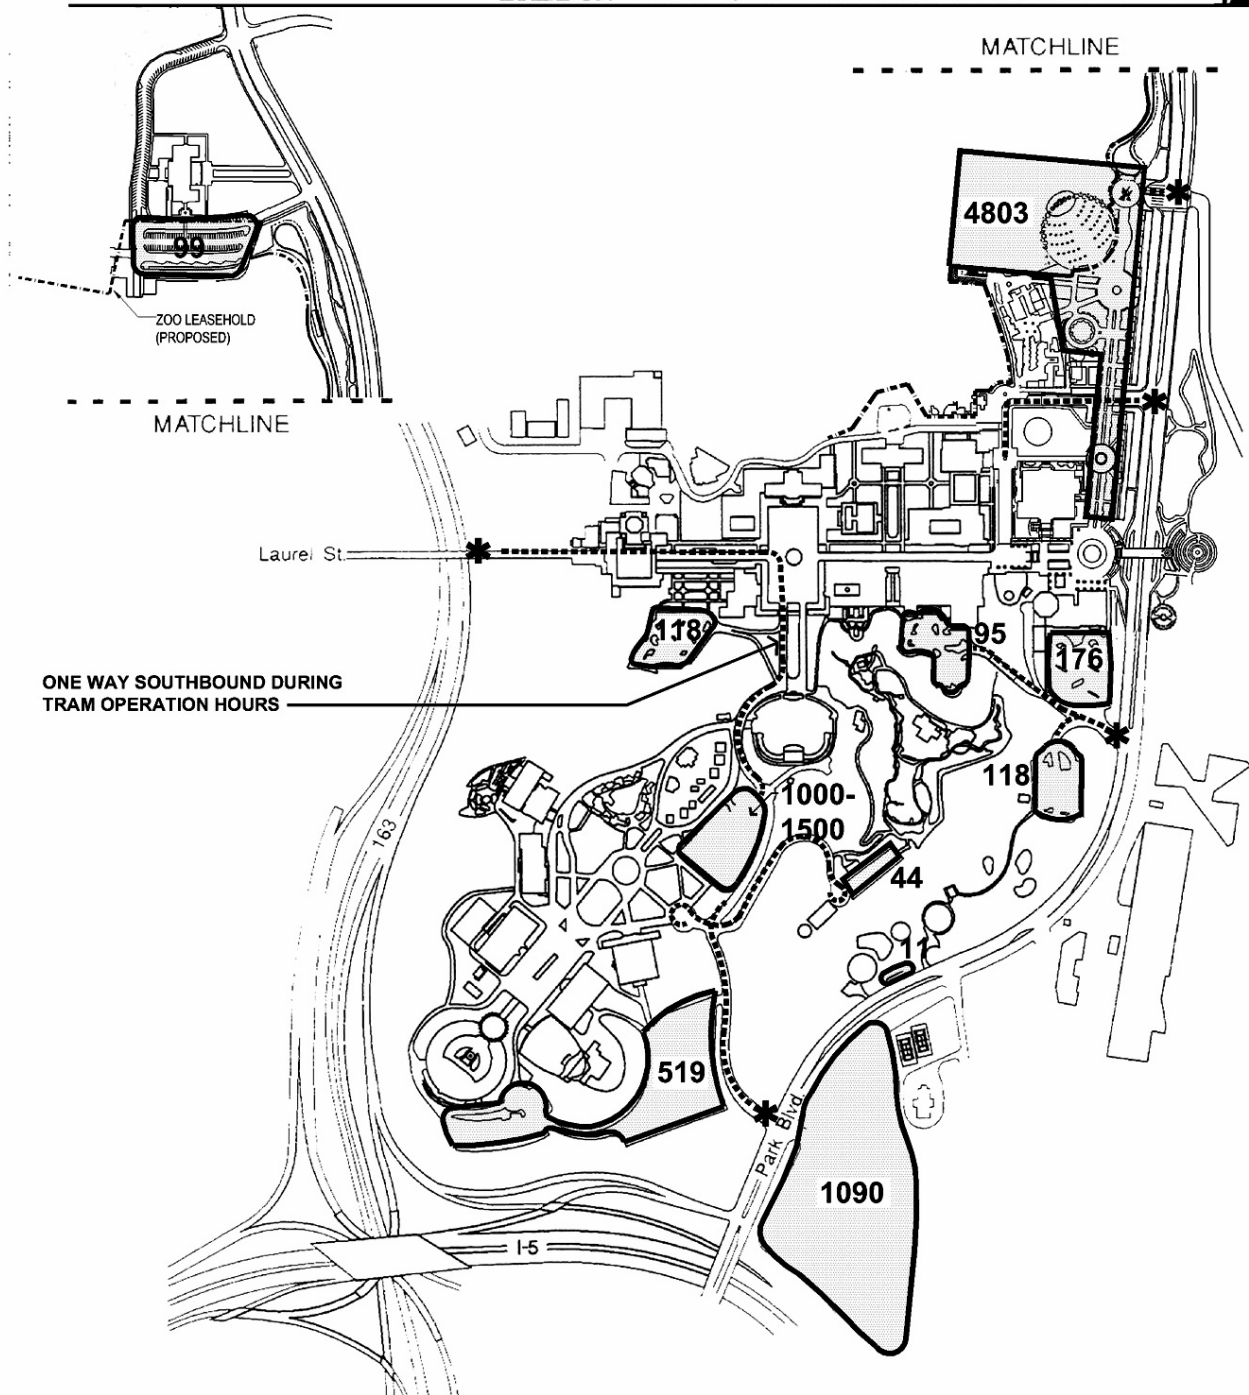 MATCHLINE
4803
99
ZOO LEASEHOLD
(PROPOSED)
MATCHLINE
Laurel St.
118
95
176
ONE WAY SOUTHBOUND DURING
TRAM OPERATION HOURS
118
1000-
1500
163
44
11
519
Park Blvd.
1090
I-5